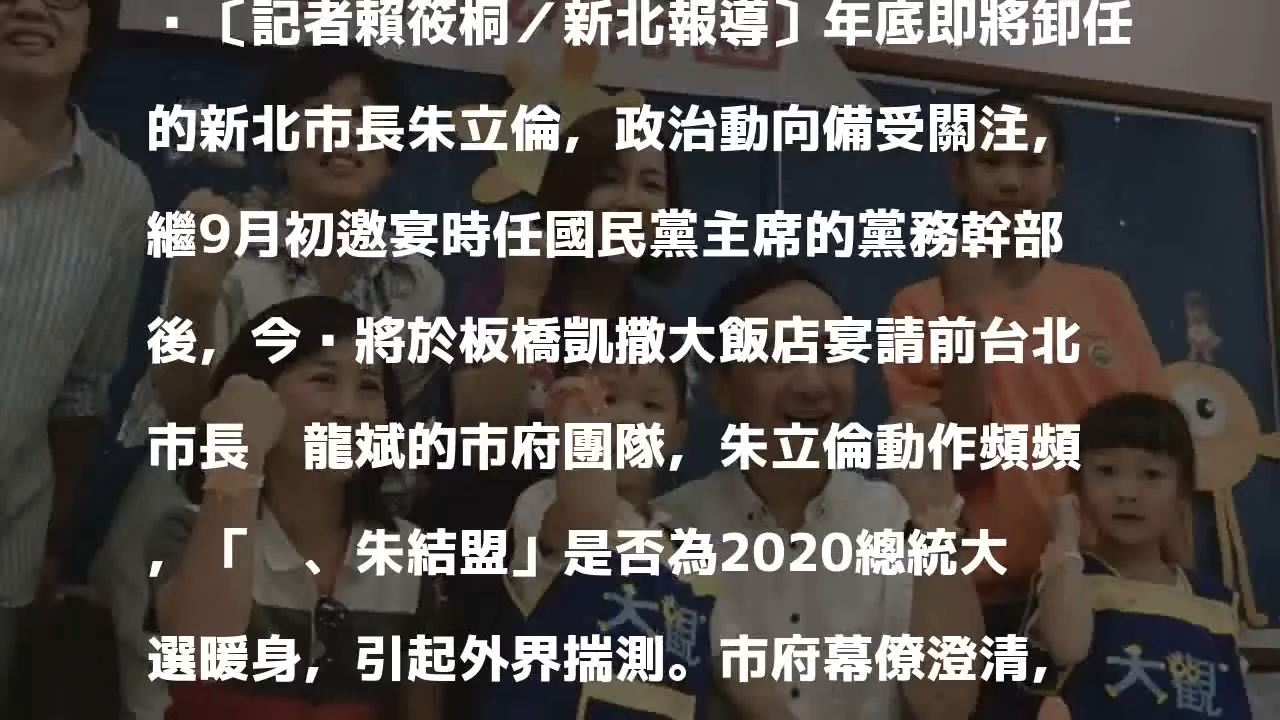 ·〔記者賴筱桐／新北報導〕年底即將卸任
的新北市長朱立倫，政治動向備受關注，
繼9月初邀宴時任國民黨主席的黨務幹部
後，今·將於板橋凱撒大飯店宴請前台北
市長　龍斌的市府團隊，朱立倫動作頻頻
，「　、朱結盟」是否為2020總統大
選暖身，引起外界揣測。市府幕僚澄清，
大觀
大觀